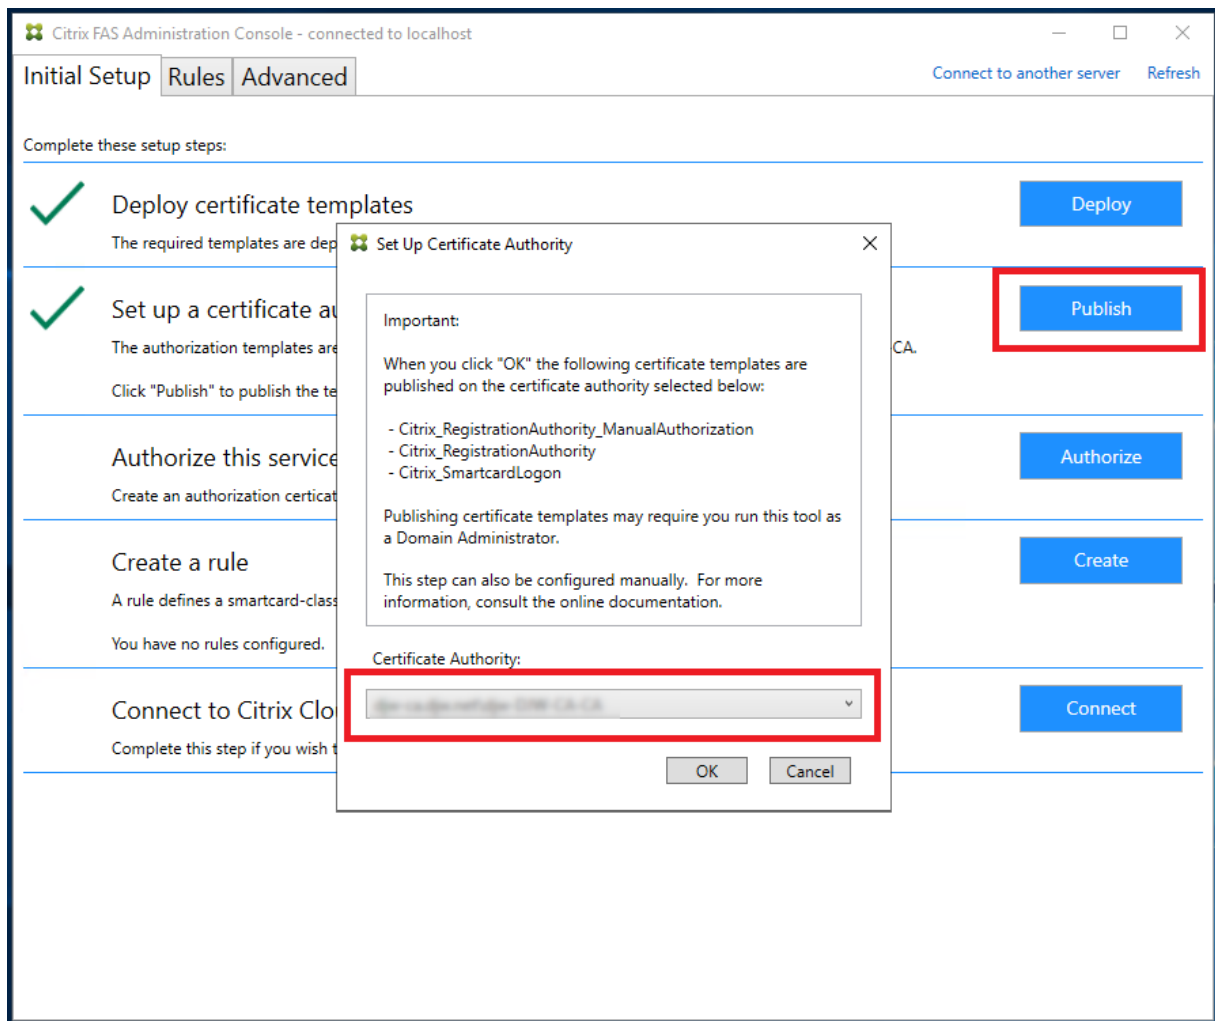 Citrix FAS Administration Console - connected to localhost
Initial Setup
Rules
Advanced
Connect to another server
Refresh
Complete these setup steps:
Deploy certificate templates
Deploy
The required templates are dep
Set up a certificate au
Publish
The authorization templates are
CA.
Click "Publish" to publish the te
Authorize this service
Authorize
Create an authorization certicat
Create a rule
Create
A rule defines a smartcard-class
You have no rules configured.
Connect to Citrix Clo
Connect
Complete this step if you wish t
Set Up Certificate Authority
Important:
When you click "OK" the following certificate templates are
published on the certificate authority selected below:
- Citrix_RegistrationAuthority_ManualAuthorization
- Citrix_RegistrationAuthority
- Citrix_SmartcardLogon
Publishing certificate templates may require you run this tool as
a Domain Administrator.
This step can also be configured manually.  For more
information, consult the online documentation.
Certificate Authority:
OK
Cancel